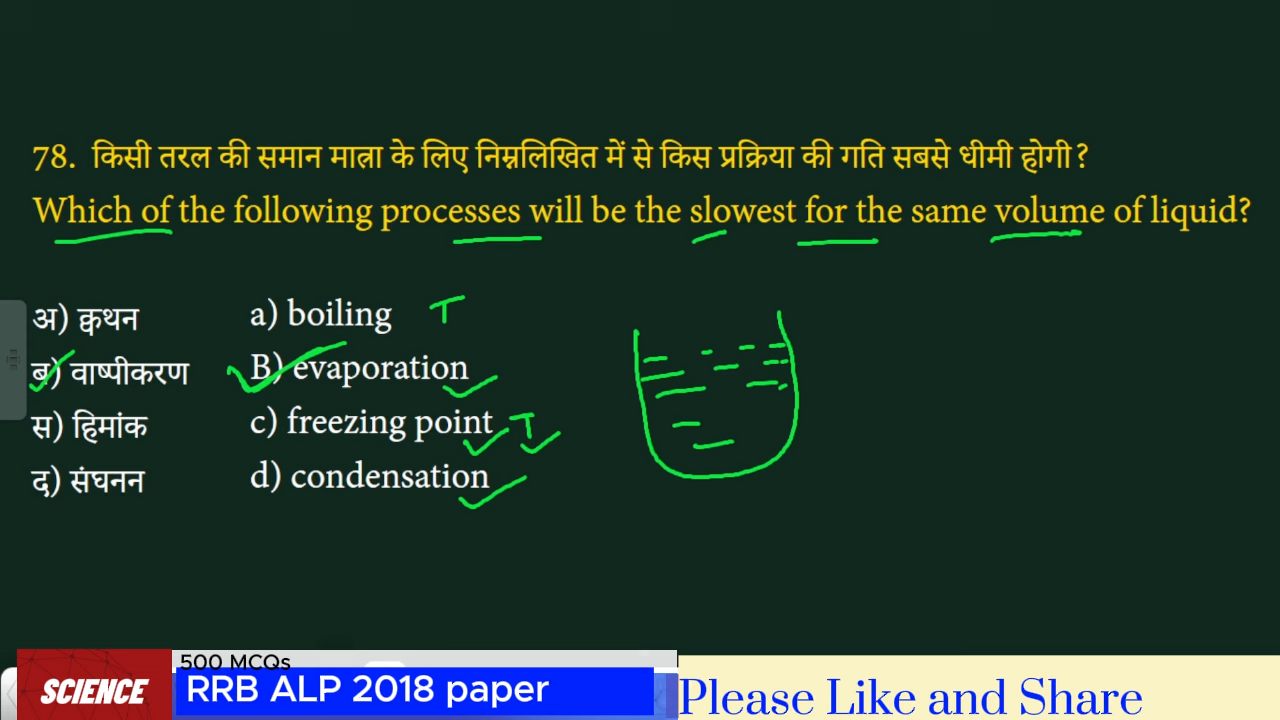 78. किसी तरल की समान मात्रा के लिए निम्नलिखित में से किस प्रक्रिया की गति सबसे धीमी होगी?
Which of the following processes will be the slowest for the same volume of liquid?
अ) क्वथन a) boiling T
ब) वाष्पीकरण B) evaporation
स) हिमांक c) freezing point T
द) संघनन d) condensation
500 MCQs
SCIENCE RRB ALP 2018 paper Please Like and Share